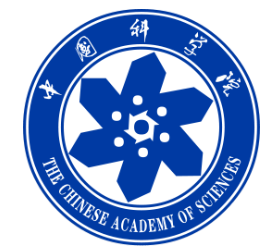 中国科学院
THE CHINESE ACADEMY OF SCIENCES